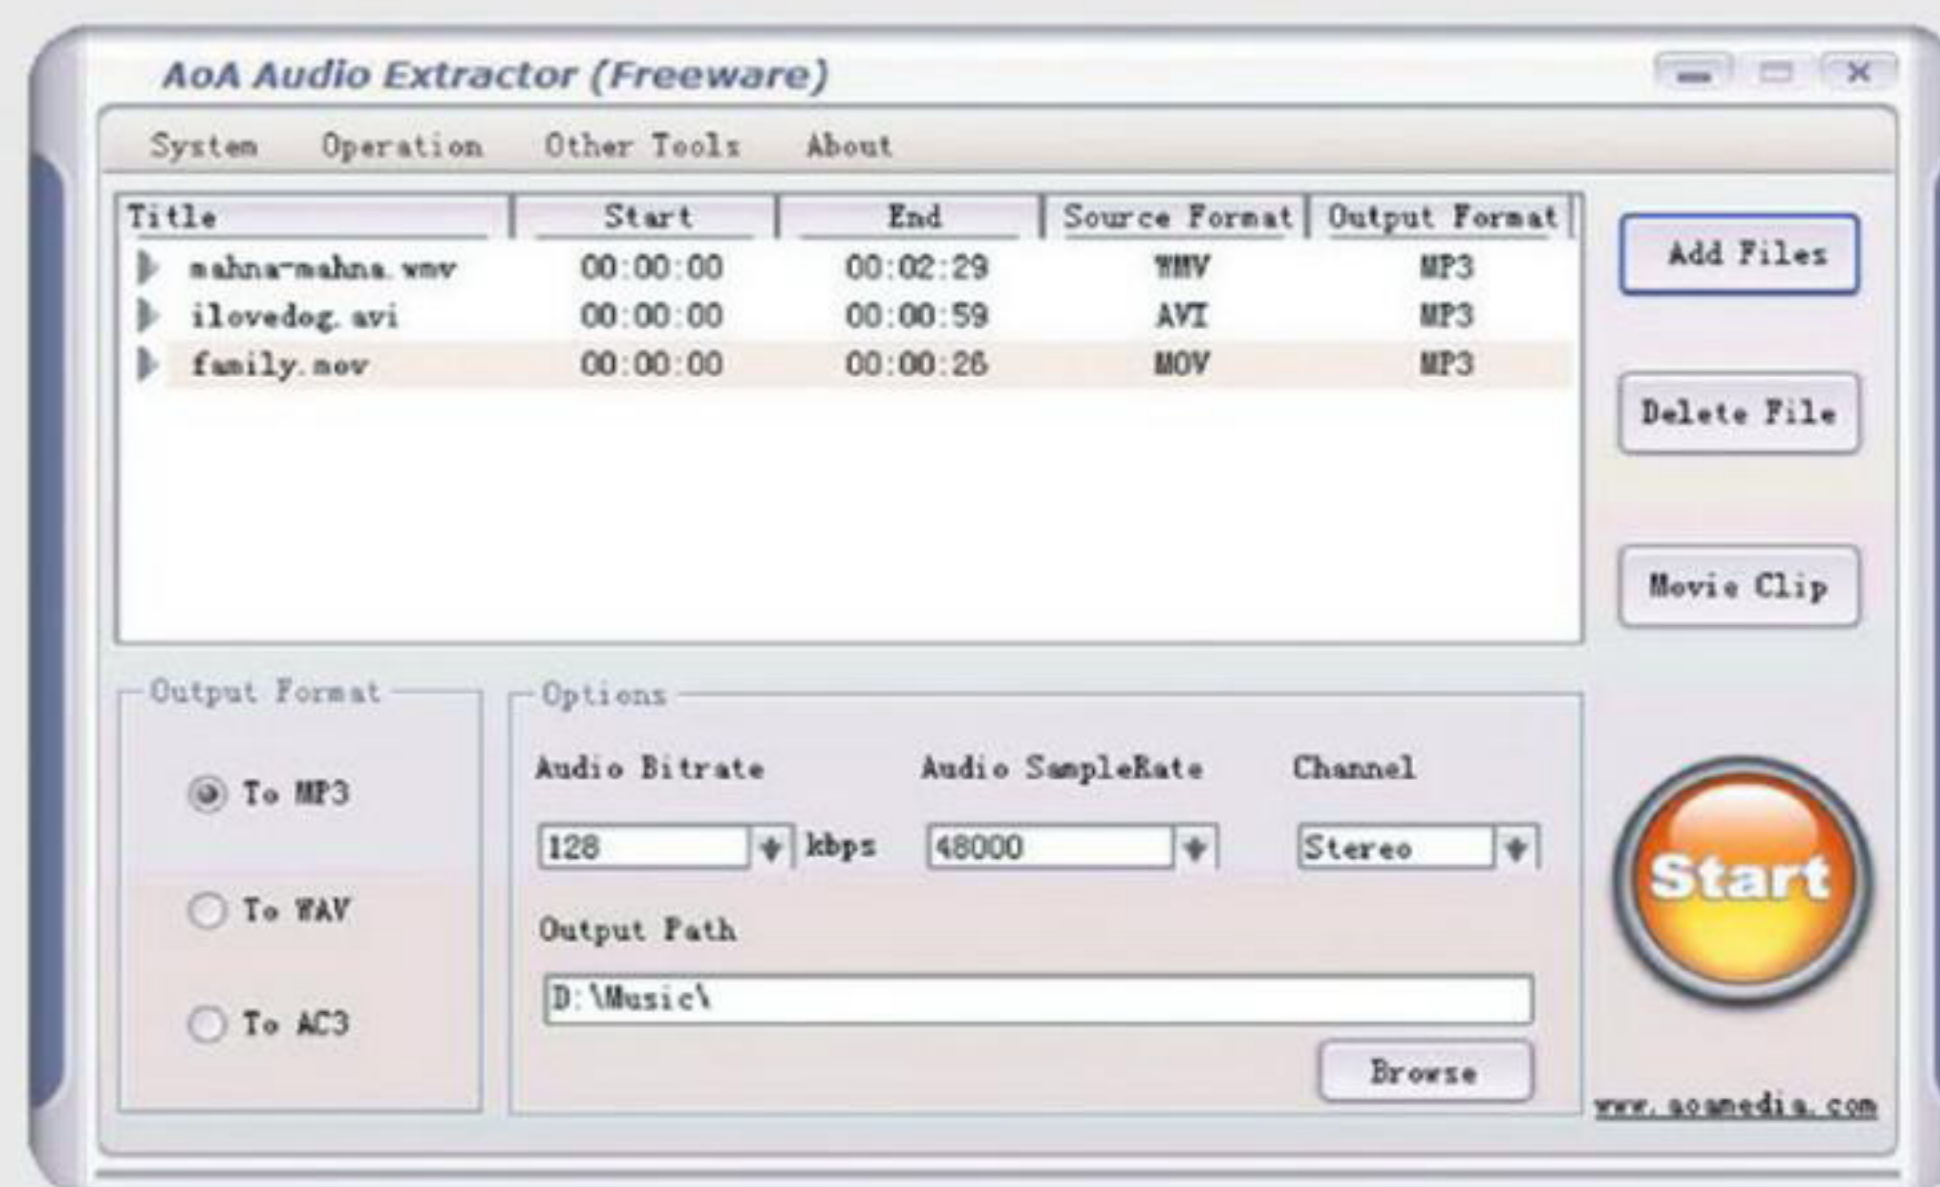 AoA Audio Extractor (Freeware)
System Operation Other Tools About
Title Start End Source Format Output Format
mahna-mahna.wmv 00:00:00 00:02:29 WMV MP3
ilovedog.avi 00:00:00 00:00:59 AVI MP3
family.mov 00:00:00 00:00:26 MOV MP3
Add Files
Delete File
Movie Clip
Output Format
To MP3
To WAV
To AC3
Options
Audio Bitrate Audio SampleRate Channel
128 kbps 48000 Stereo
Output Path
D:\Music\
Browse
Start
www.aoamedia.com